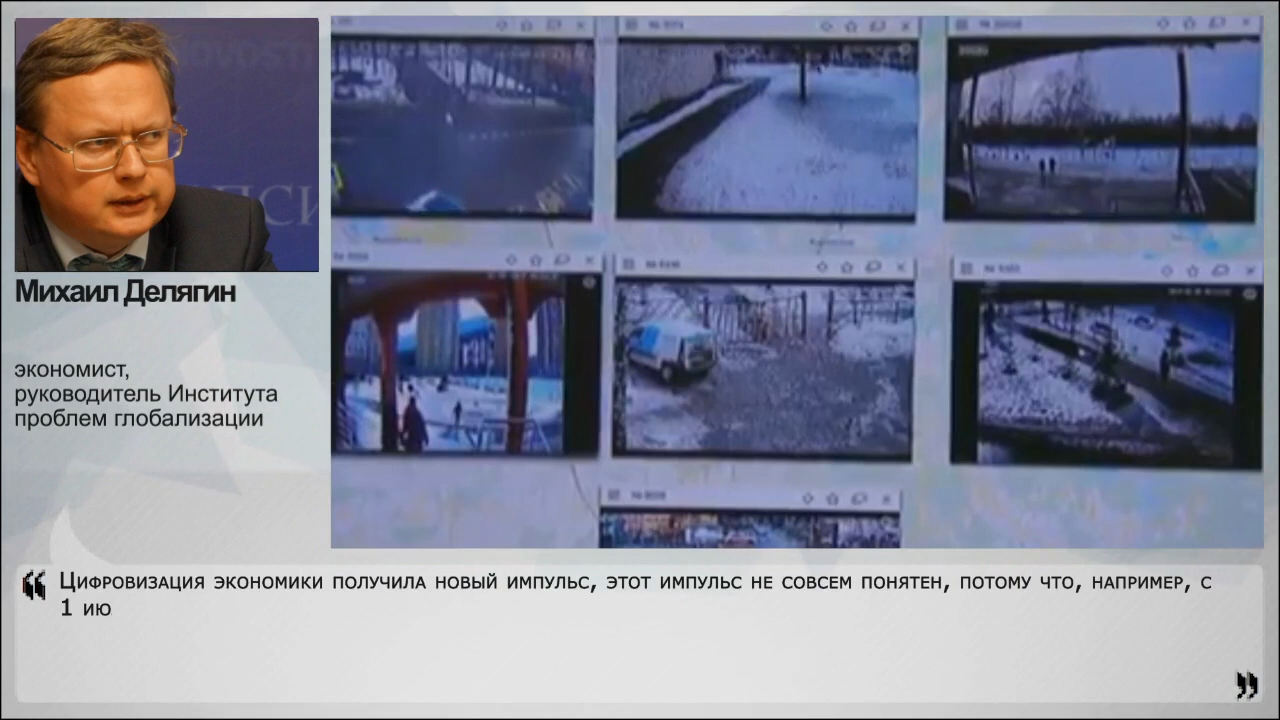 Михаил Делягин
экономист,
руководитель Института
проблем глобализации
“ Цифровизация экономики получила новый импульс, этот импульс не совсем понятен, потому что, например, с
1 ию
”